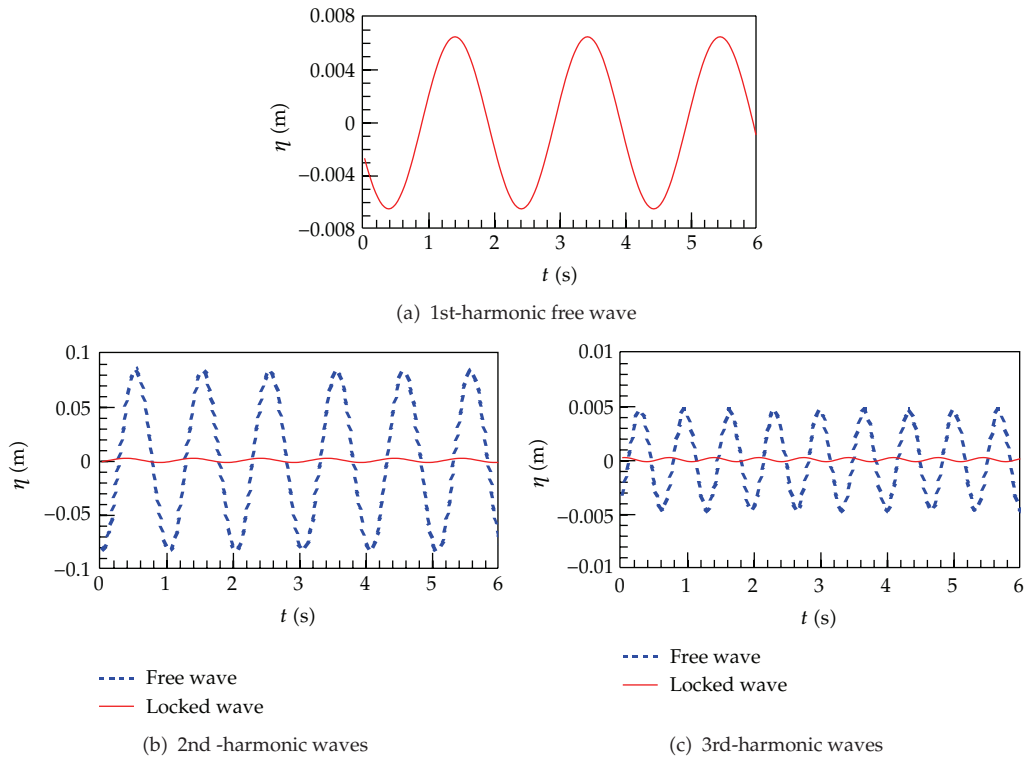 0.008
0.004
0
−0.004
−0.008
η (m)
0 1 2 3 4 5 6
t (s)
(a) 1st-harmonic free wave
0.1
0.05
0
−0.05
−0.1
η (m)
0 1 2 3 4 5 6
t (s)
Free wave
Locked wave
(b) 2nd -harmonic waves
0.01
0.005
0
−0.005
−0.01
η (m)
0 1 2 3 4 5 6
t (s)
Free wave
Locked wave
(c) 3rd-harmonic waves